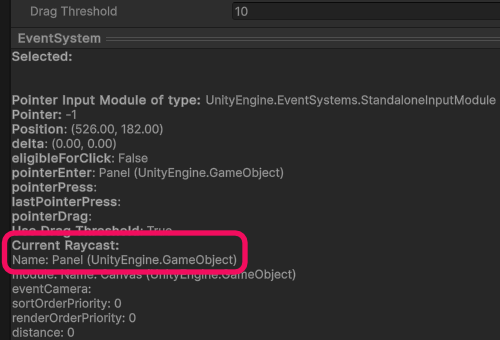 Drag Threshold
10
EventSystem
Selected:
Pointer Input Module of type: UnityEngine.EventSystems.StandaloneInputModule
Pointer: -1
Position: (526.00, 182.00)
delta: (0.00, 0.00)
eligibleForClick: False
pointerEnter: Panel (UnityEngine.GameObject)
pointerPress:
lastPointerPress:
pointerDrag:
Use Drag Threshold: True
Current Raycast:
Name: Panel (UnityEngine.GameObject)
module: Name: Canvas (UnityEngine.GameObject)
eventCamera:
sortOrderPriority: 0
renderOrderPriority: 0
distance: 0